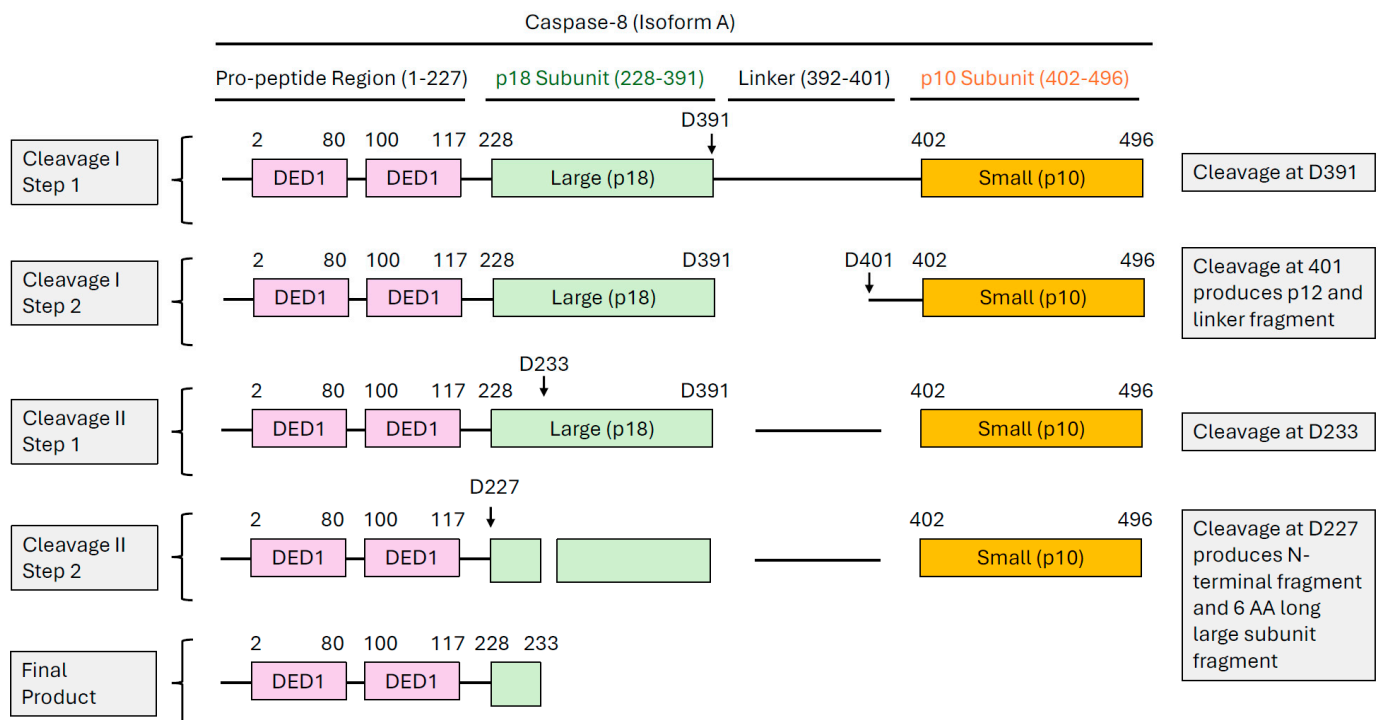 Caspase-8 (Isoform A)
Pro-peptide Region (1-227) p18 Subunit (228-391) Linker (392-401) p10 Subunit (402-496)
D391
2 80 100 117 228 402 496
Cleavage I
Step 1
DED1 DED1 Large (p18) Small (p10)
Cleavage at D391
2 80 100 117 228 D391 D401 402 496
Cleavage I
Step 2
DED1 DED1 Large (p18) Small (p10)
Cleavage at 401
produces p12 and
linker fragment
D233
2 80 100 117 228 D391 402 496
Cleavage II
Step 1
DED1 DED1 Large (p18) Small (p10)
Cleavage at D233
D227
2 80 100 117 402 496
Cleavage II
Step 2
DED1 DED1 Small (p10)
Cleavage at D227
produces N-
terminal fragment
and 6 AA long
large subunit
fragment
2 80 100 117 228 233
Final
Product
DED1 DED1